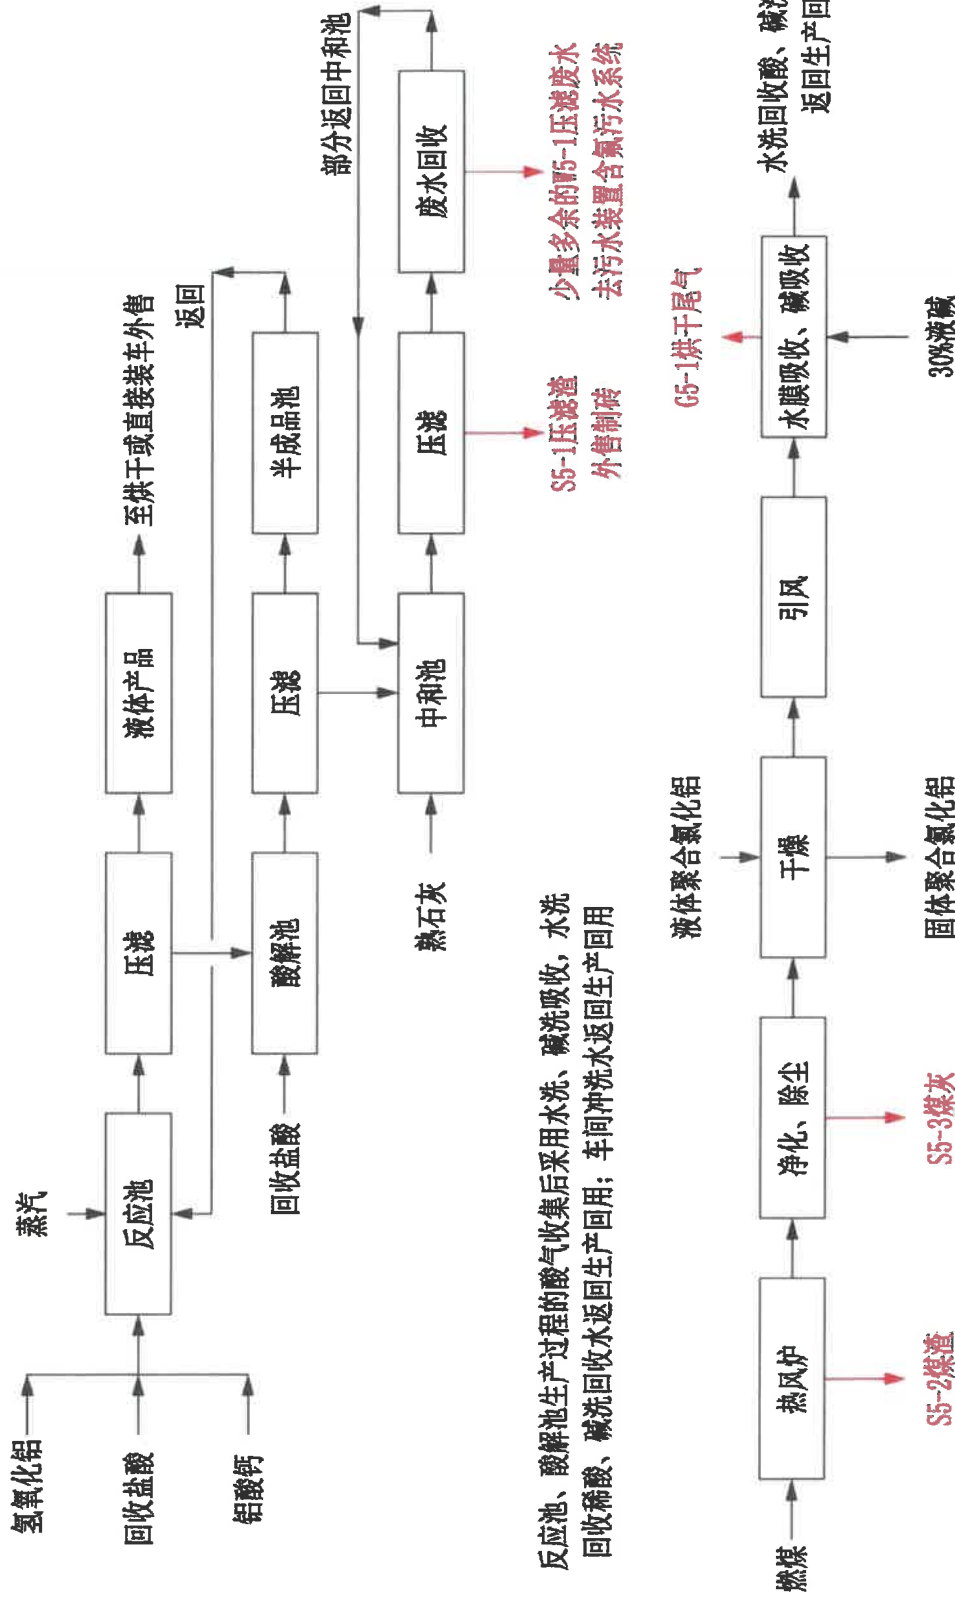 氢氧化铝
回收盐酸
铝酸钙
蒸汽
反应池
压滤
液体产品
至烘干或直接装车外售
返回
回收盐酸
酸解池
压滤
半成品池
部分返回中和池
熟石灰
中和池
压滤
废水回收
S5-1压滤渣
外售制砖
少量多余的W5-1压滤废水
去污水装置含氟污水系统
反应池、酸解池生产过程的酸气收集后采用水洗、碱洗吸收，水洗
回收稀酸、碱洗回收水返回生产回用；车间冲洗水返回生产回用
燃煤
热风炉
S5-2煤渣
净化、除尘
S5-3煤灰
液体聚合氯化铝
干燥
固体聚合氯化铝
引风
G5-1烘干尾气
水膜吸收、碱吸收
30%液碱
水洗回收酸、碱洗
返回生产回